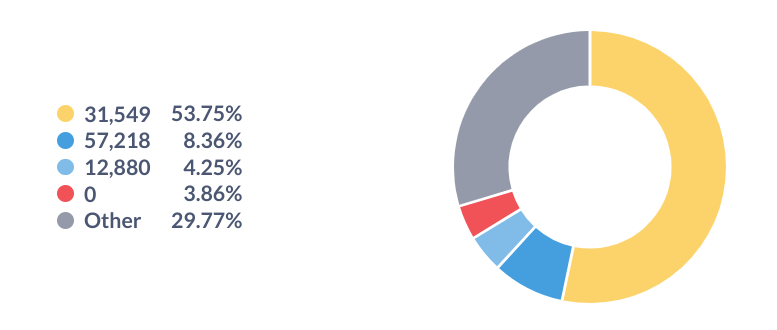 31,549 53.75%
57,218 8.36%
12,880 4.25%
0 3.86%
Other 29.77%